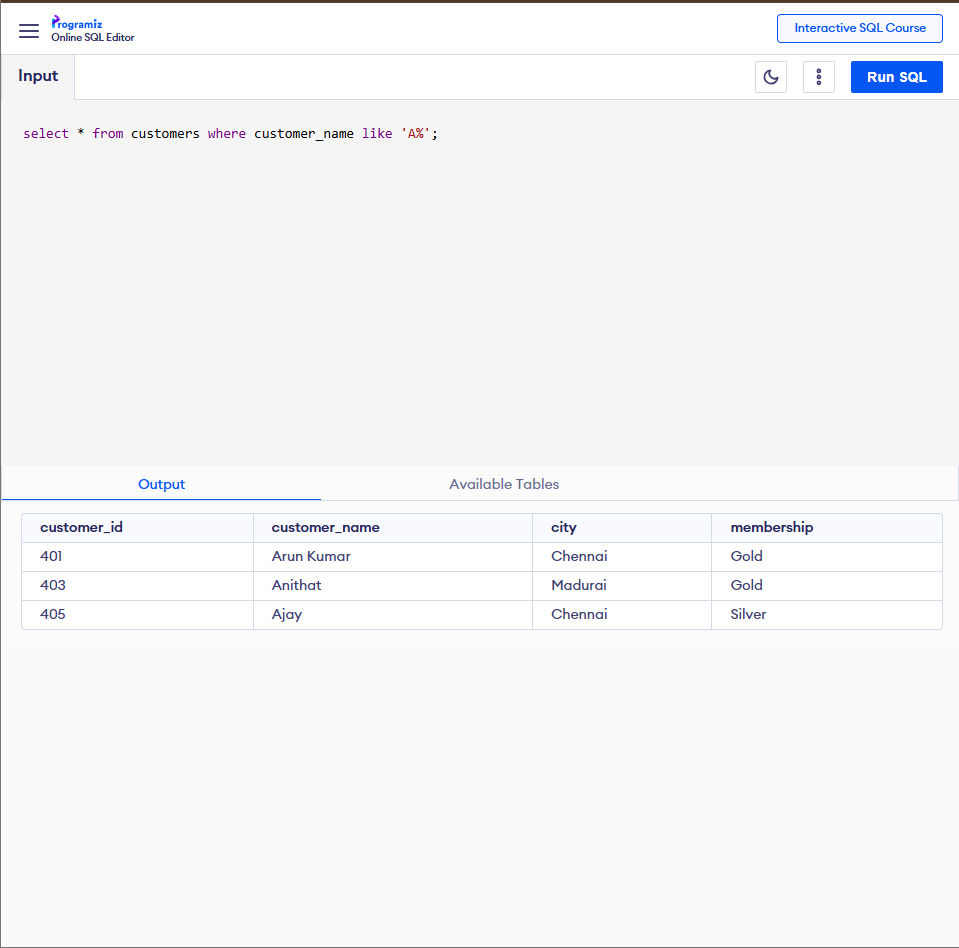 Programiz
Online SQL Editor
Interactive SQL Course
Input
Run SQL
select * from customers where customer_name like 'A%';
Output Available Tables
customer_id customer_name city membership
401 Arun Kumar Chennai Gold
403 Anithat Madurai Gold
405 Ajay Chennai Silver